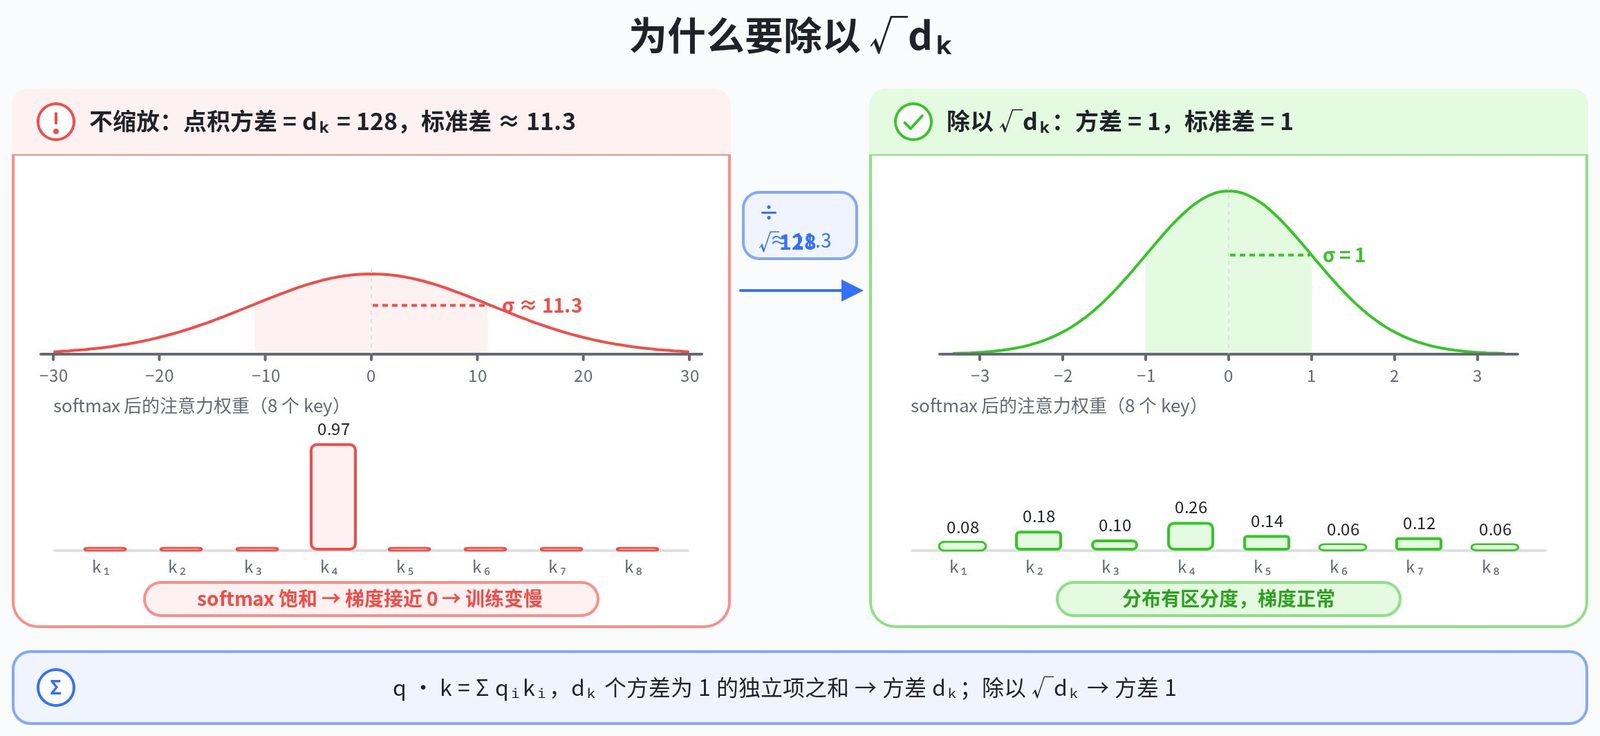 为什么要除以 √dₖ
不缩放：点积方差 = dₖ = 128，标准差 ≈ 11.3
σ ≈ 11.3
−30 −20 −10 0 10 20 30
softmax 后的注意力权重（8 个 key）
0.97
k₁ k₂ k₃ k₄ k₅ k₆ k₇ k₈
softmax 饱和 → 梯度接近 0 → 训练变慢
÷
√128
≈ 11.3
除以 √dₖ：方差 = 1，标准差 = 1
σ = 1
−3 −2 −1 0 1 2 3
softmax 后的注意力权重（8 个 key）
0.08 0.18 0.10 0.26 0.14 0.06 0.12 0.06
k₁ k₂ k₃ k₄ k₅ k₆ k₇ k₈
分布有区分度，梯度正常
Σ
q · k = Σ qᵢkᵢ，dₖ 个方差为 1 的独立项之和 → 方差 dₖ；除以 √dₖ → 方差 1